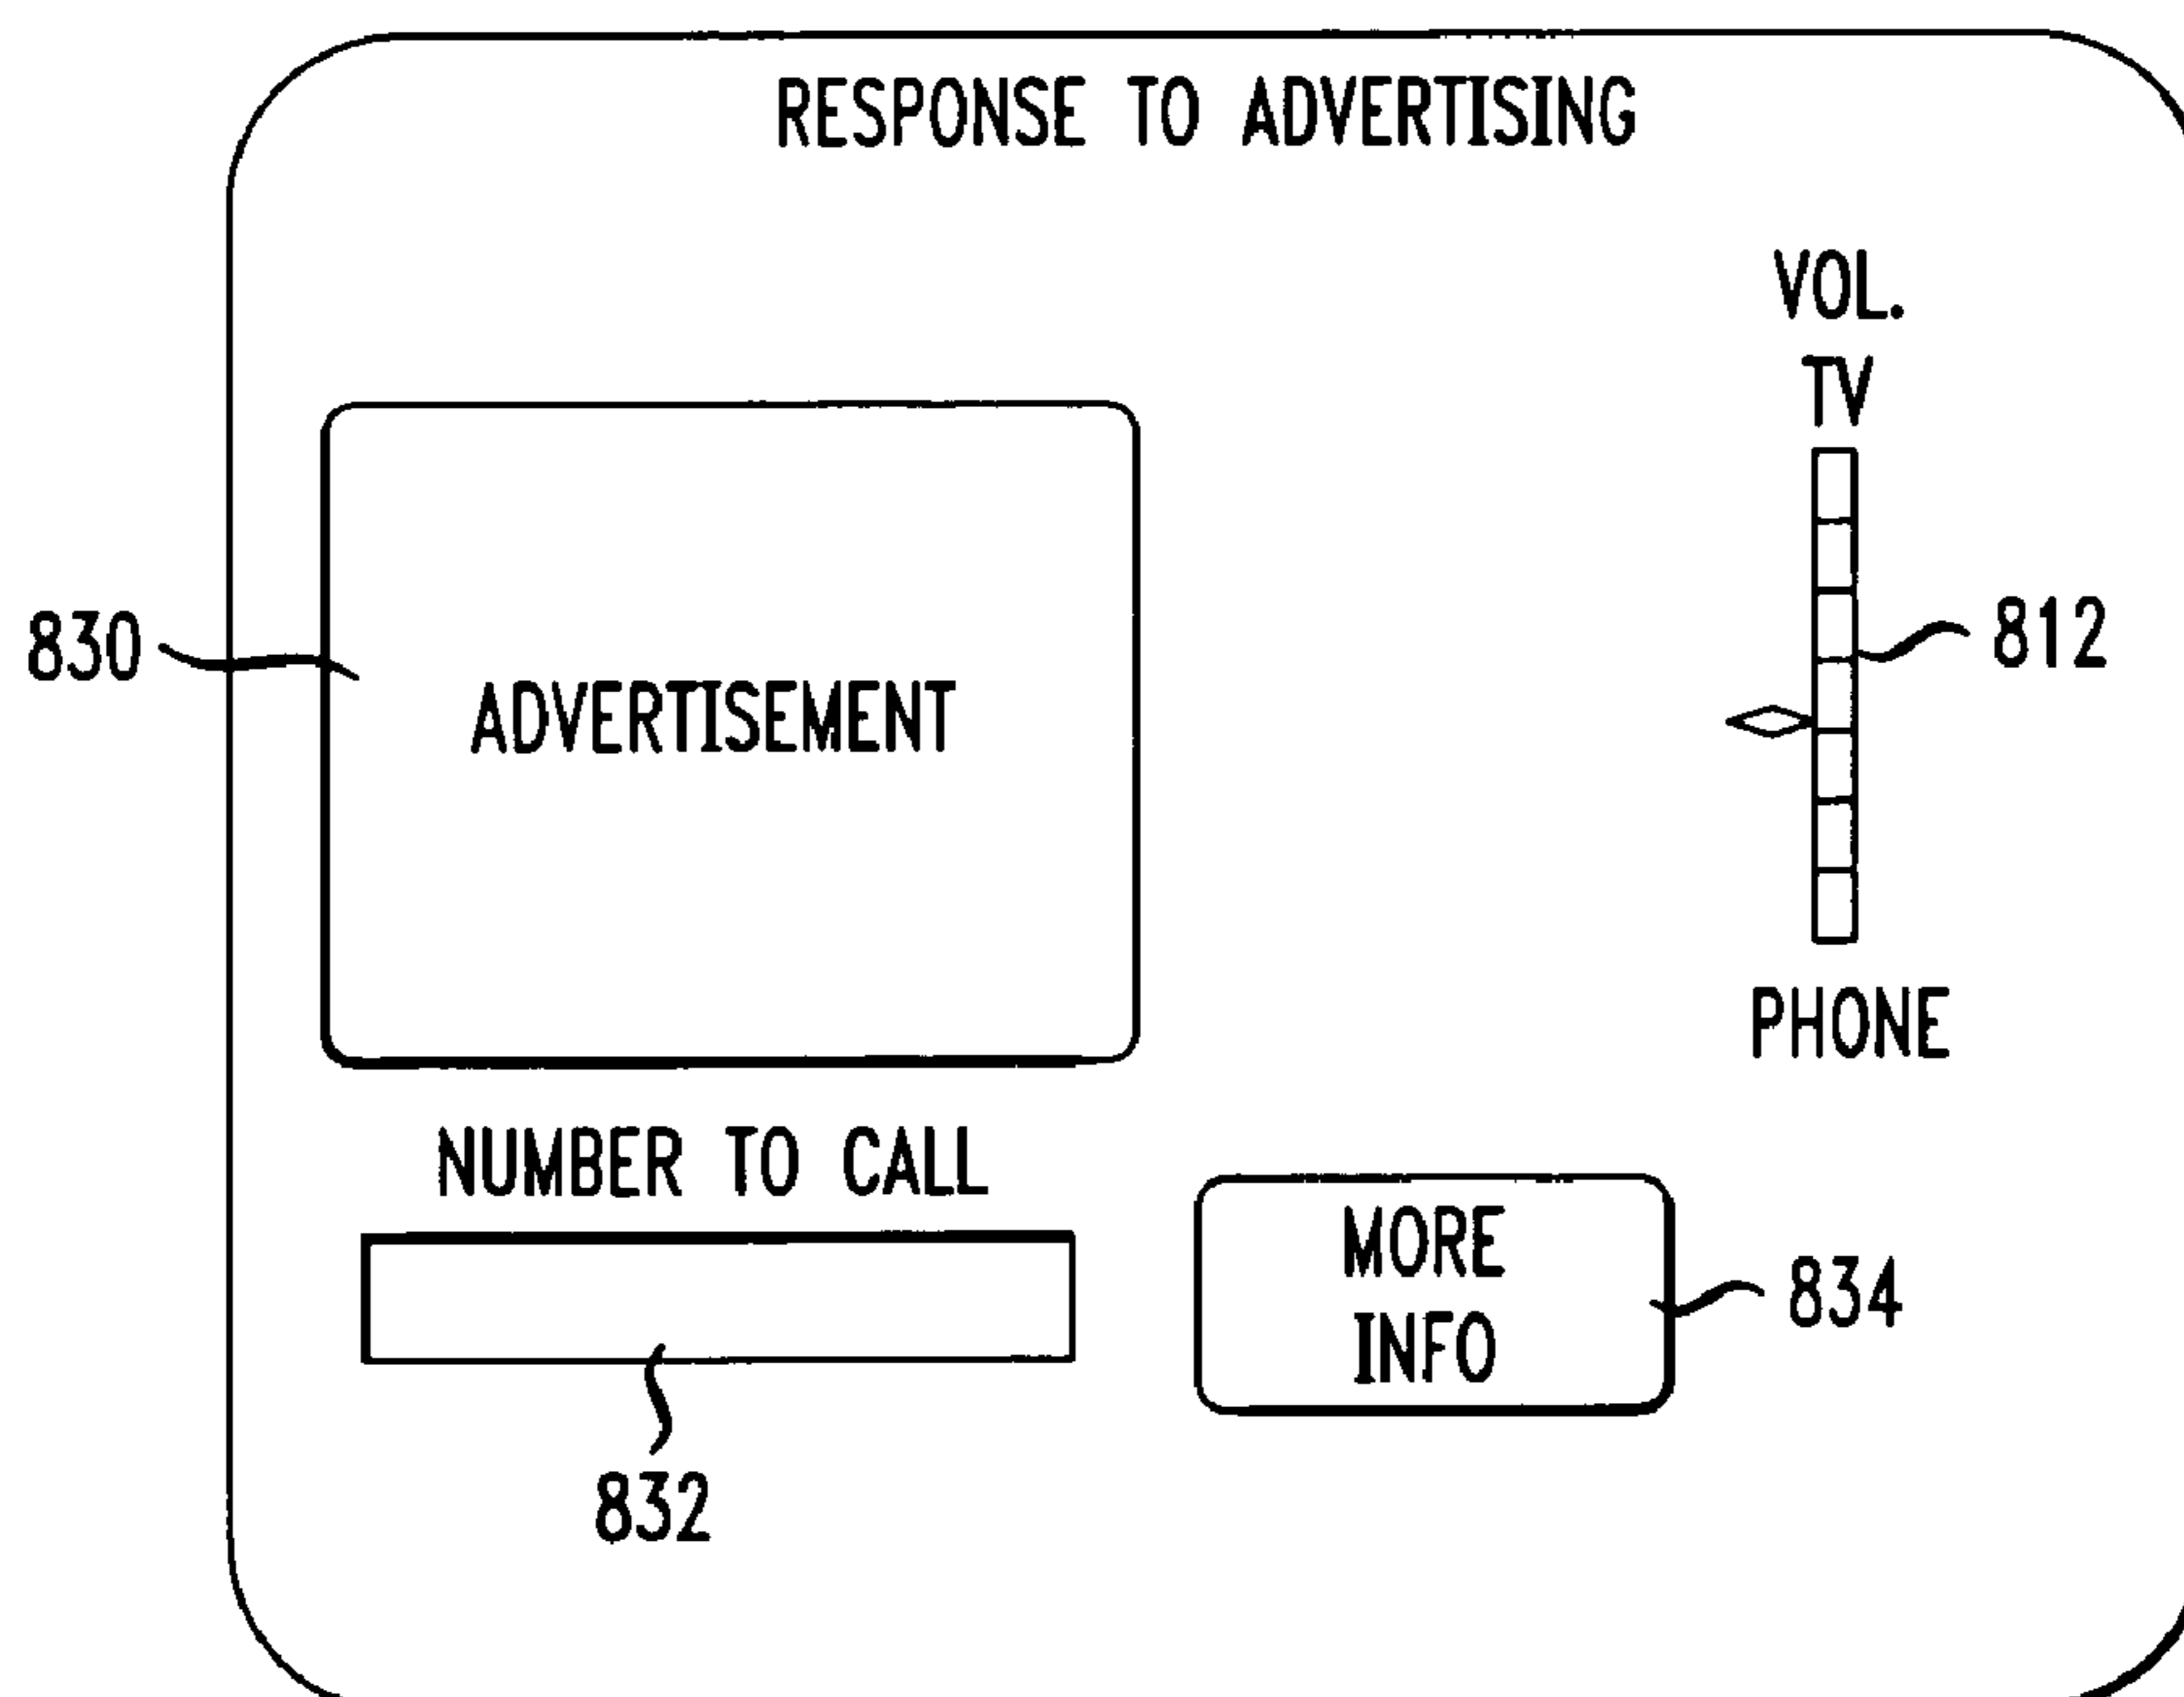 RESPONSE TO ADVERTISING
VOL.
TV
830
812
ADVERTISEMENT
PHONE
NUMBER TO CALL
MORE
INFO
834
832